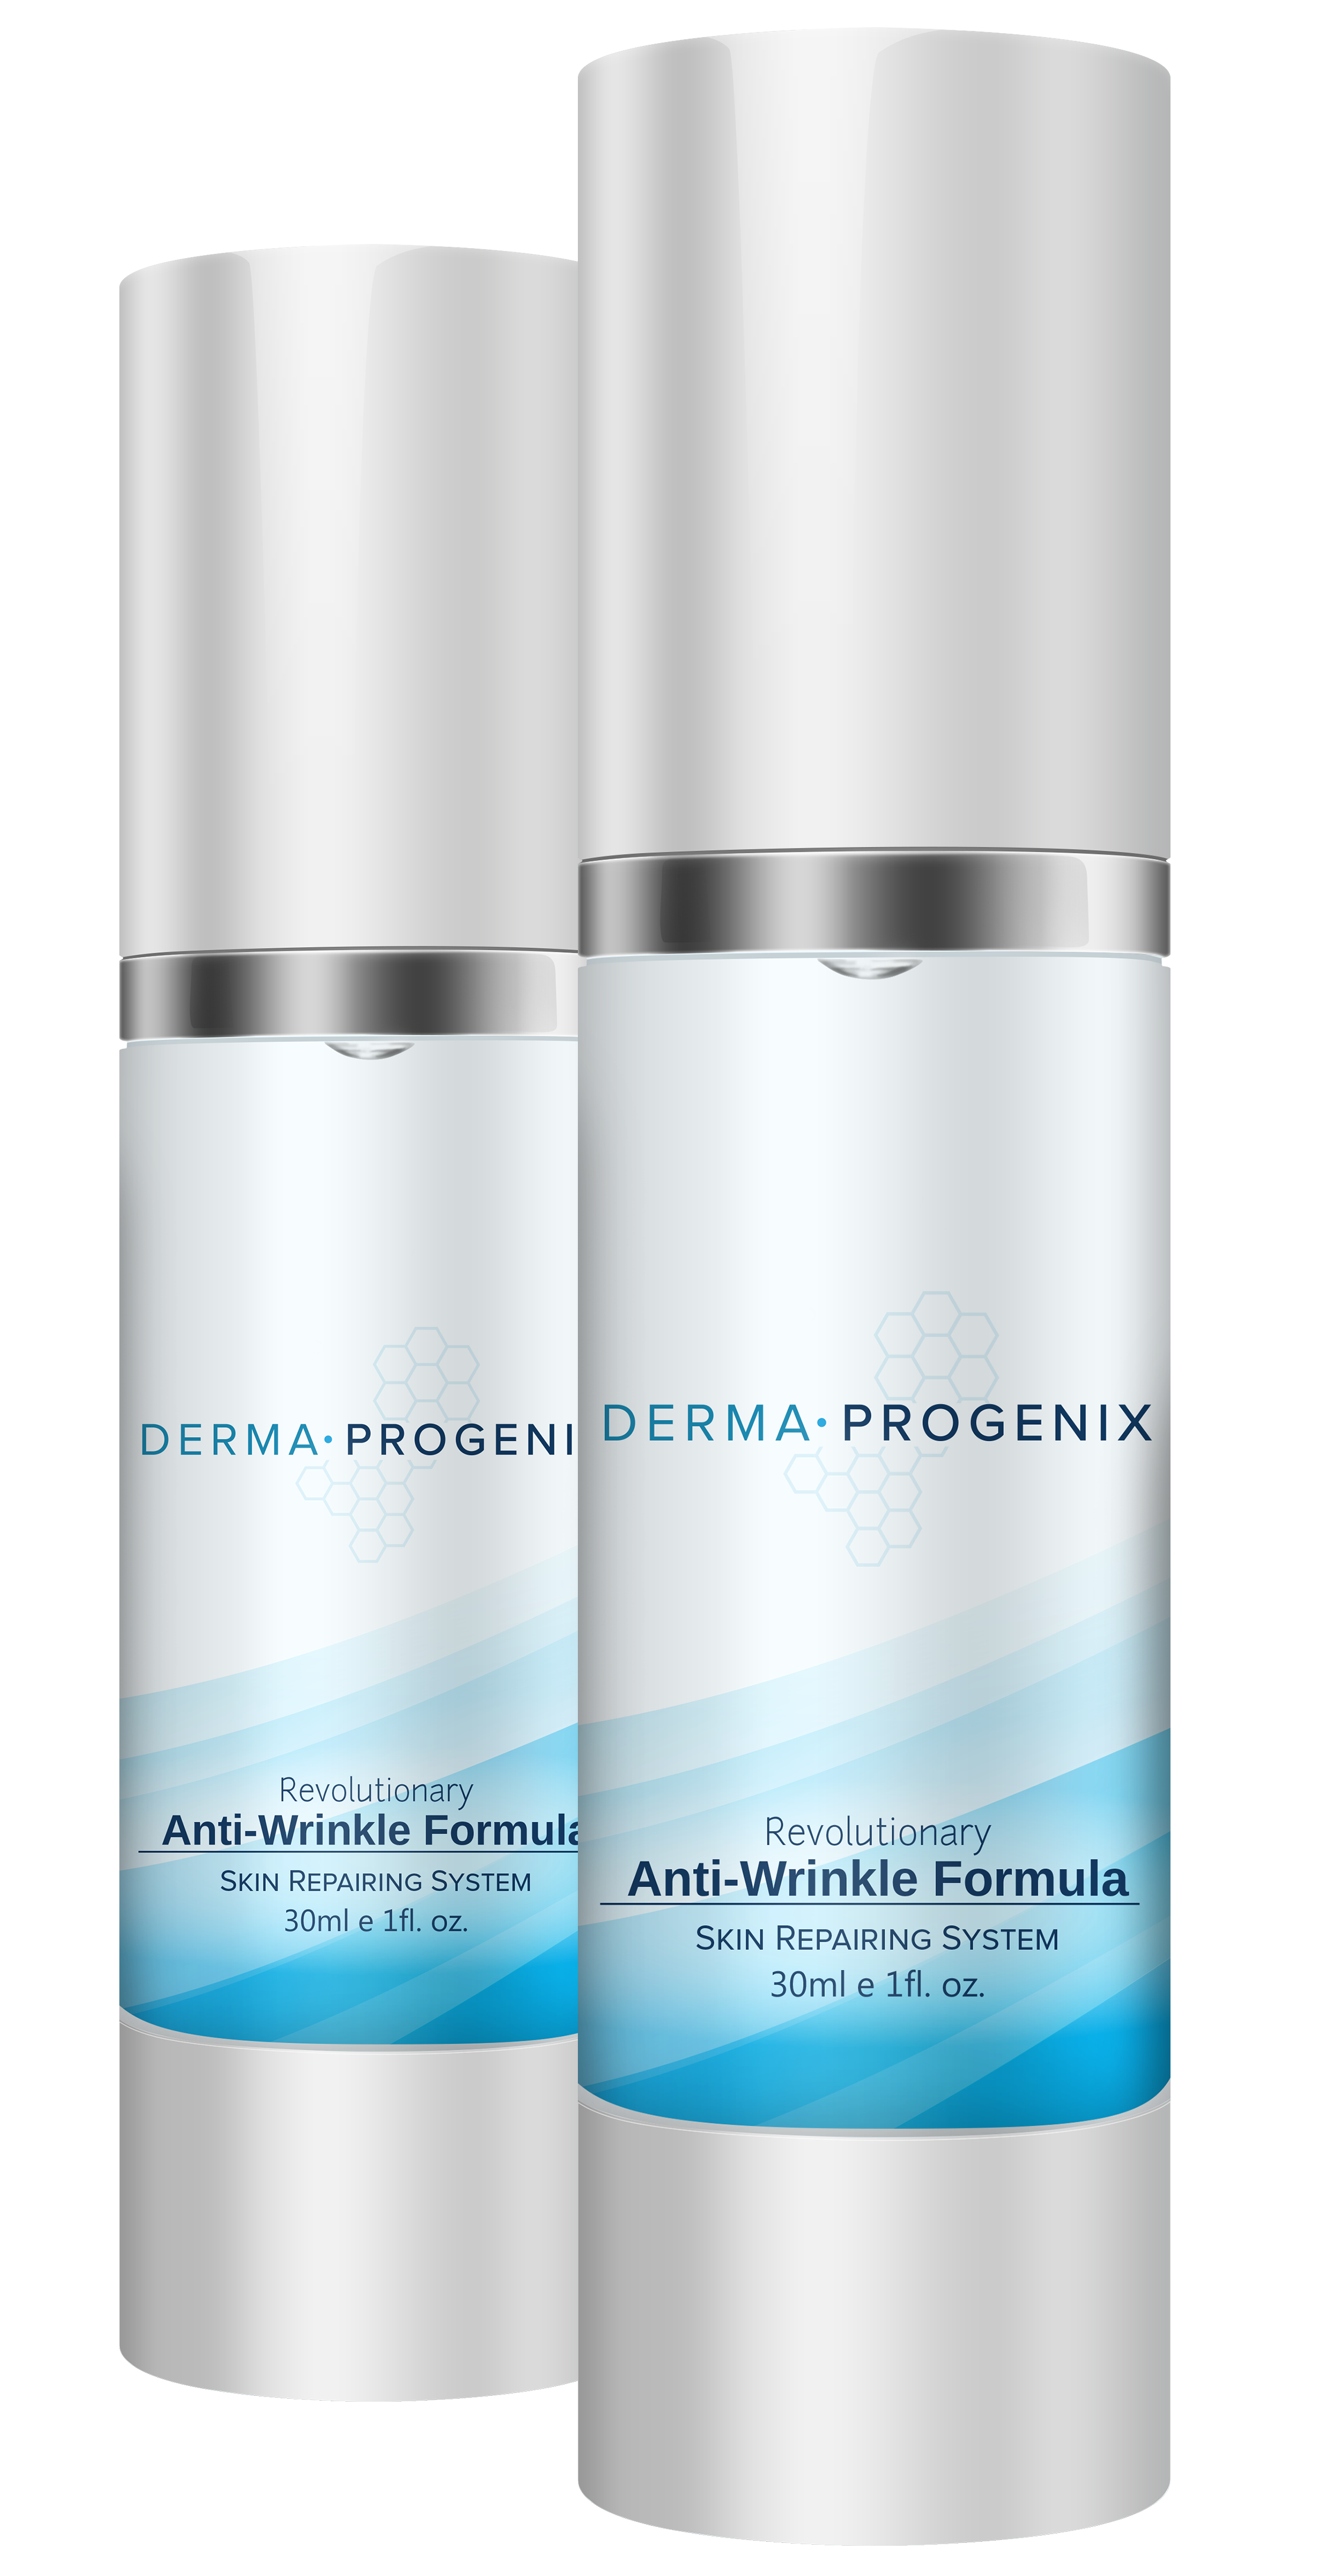 DERMA·PROGENI
Revolutionary
Anti-Wrinkle Formula
SKIN REPAIRING SYSTEM
30ml e 1fl. oz.
DERMA·PROGENIX
Revolutionary
Anti-Wrinkle Formula
SKIN REPAIRING SYSTEM
30ml e 1fl. oz.